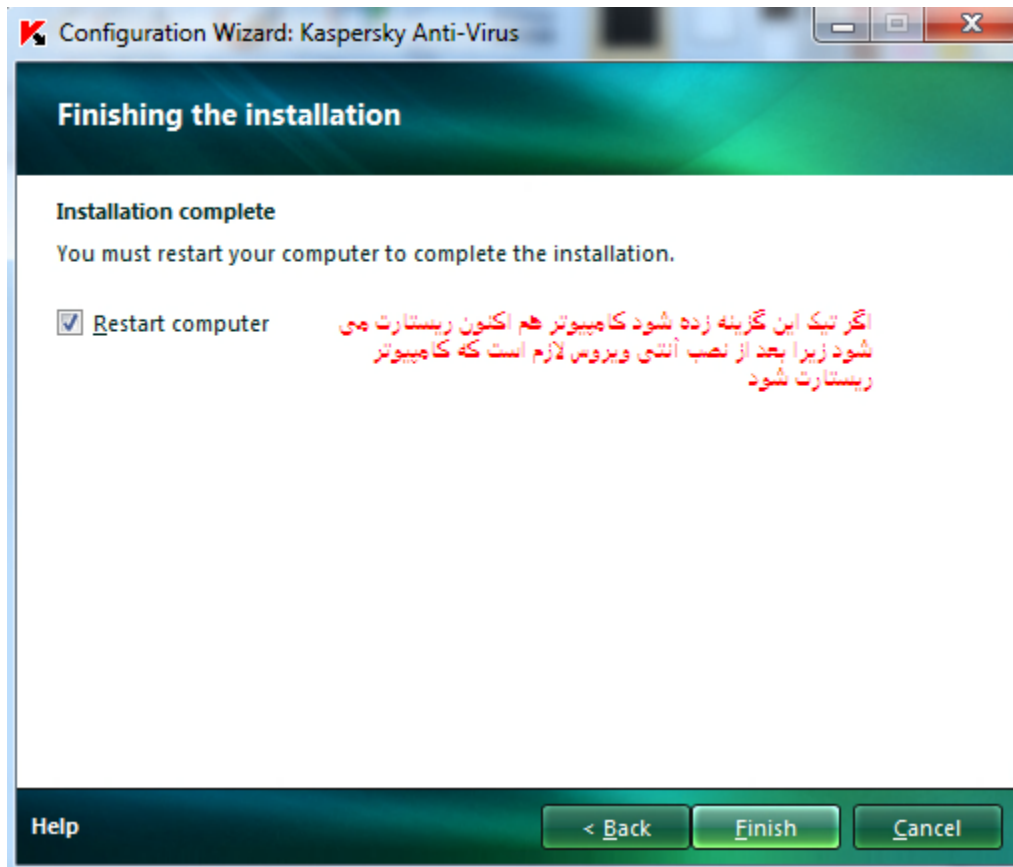 Configuration Wizard: Kaspersky Anti-Virus
Finishing the installation
Installation complete
You must restart your computer to complete the installation.
Restart computer
اگر تیک این گزینه زده شود کامپیوتر هم اکنون ریستارت می
شود زیرا بعد از نصب آنتی ویروس لازم است که کامپیوتر
ریستارت شود
Help
< Back
Finish
Cancel